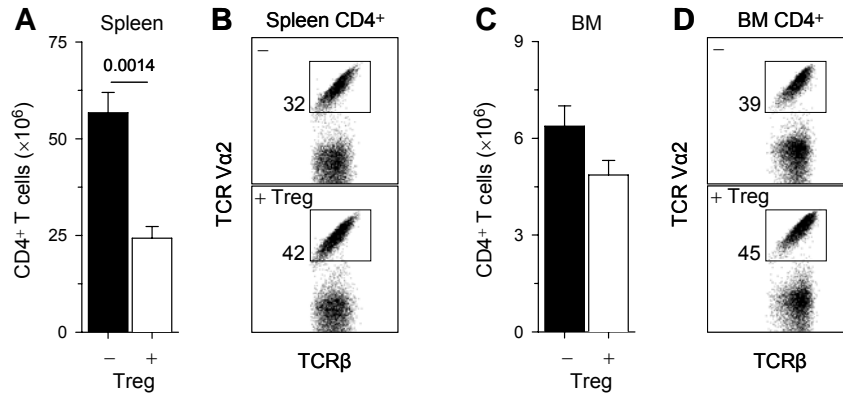 A
Spleen
75
50
25
0
CD4⁺ T cells (×10⁶)
0.0014
− +
Treg
B
Spleen CD4⁺
−
32
+ Treg
42
TCR Vα2
TCRβ
C
BM
9
6
3
0
CD4⁺ T cells (×10⁶)
− +
Treg
D
BM CD4⁺
−
39
+ Treg
45
TCR Vα2
TCRβ